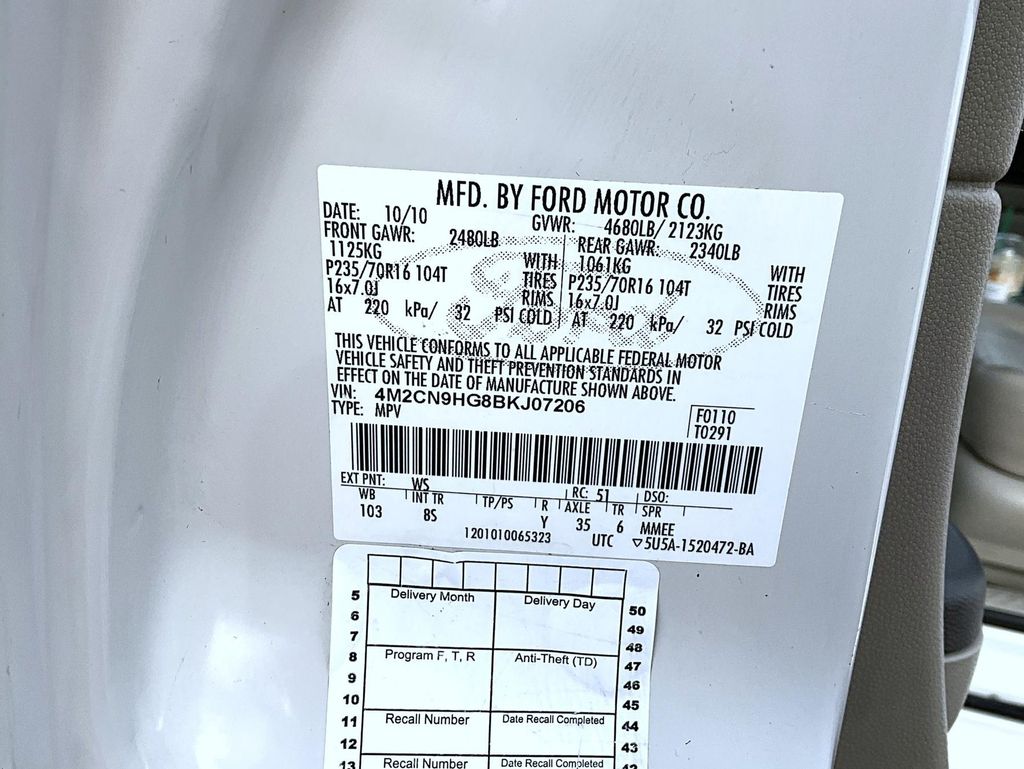 MFD. BY FORD MOTOR CO.
DATE: 10/10 GVWR: 4680LB/ 2123KG
FRONT GAWR: 2480LB REAR GAWR: 2340LB
1125KG WITH 1061KG WITH
P235/70R16 104T TIRES P235/70R16 104T TIRES
16x7.0J RIMS 16x7.0J RIMS
AT 220 kPa/ 32 PSI COLD AT 220 kPa/ 32 PSI COLD
THIS VEHICLE CONFORMS TO ALL APPLICABLE FEDERAL MOTOR
VEHICLE SAFETY AND THEFT PREVENTION STANDARDS IN
EFFECT ON THE DATE OF MANUFACTURE SHOWN ABOVE.
VIN: 4M2CN9HG8BKJ07206
TYPE: MPV
F0110
T0291
EXT PNT: WS RC: 51 DSO:
WB INT TR TP/PS R AXLE TR SPR
103 8S Y 35 6 MMEE
1201010065323 UTC ▽5U5A-1520472-BA
5 Delivery Month Delivery Day 50
6 49
7 48
8 Program F, T, R Anti-Theft (TD) 47
9 46
10 45
11 Recall Number Date Recall Completed 44
12 43
13 Recall Number Date Recall Completed 42